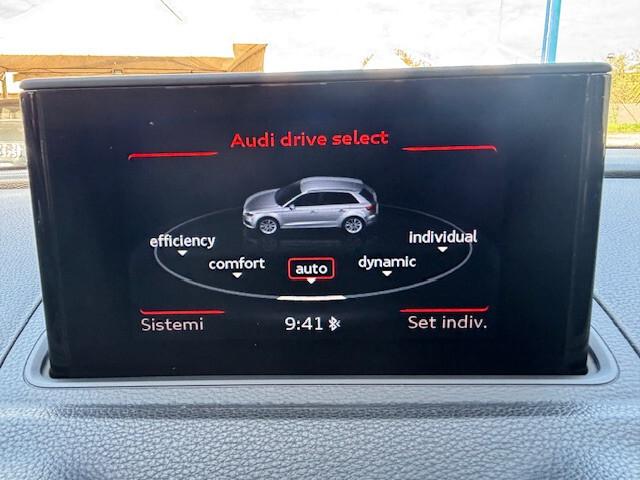 Audi drive select
efficiency
comfort
auto
dynamic
individual
Sistemi
9:41
Set indiv.